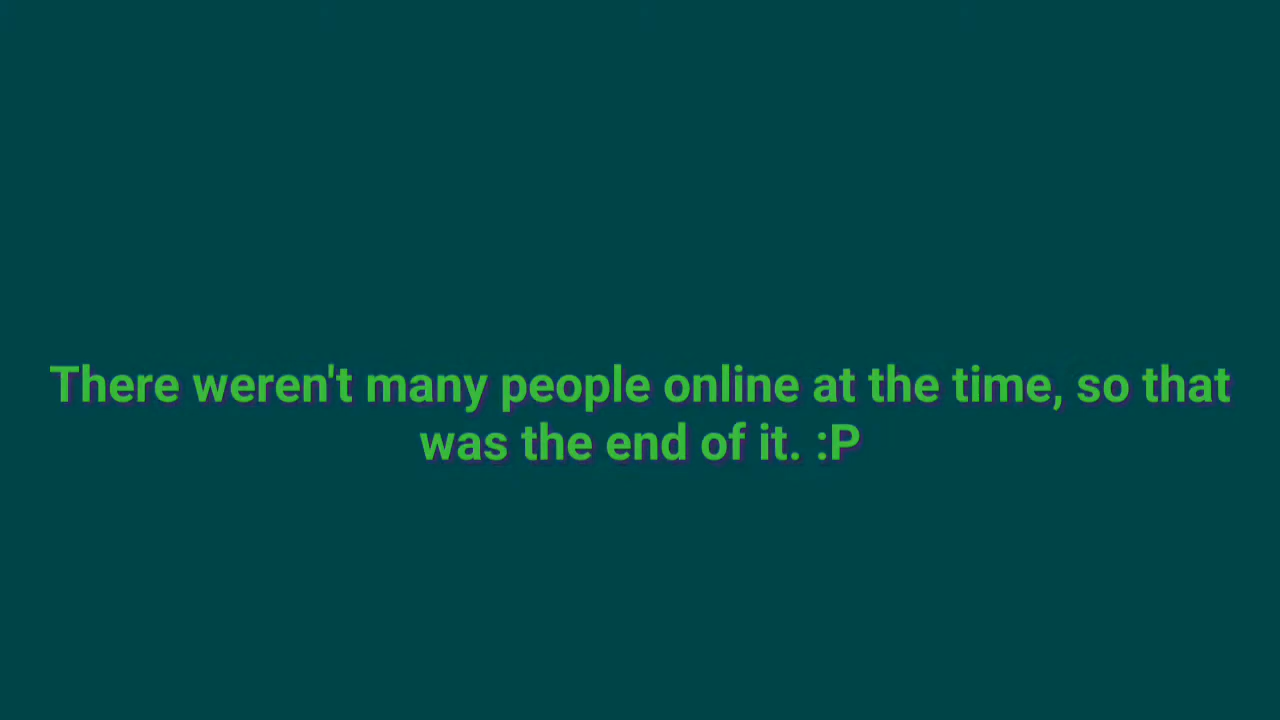 There weren't many people online at the time, so that
was the end of it. :P